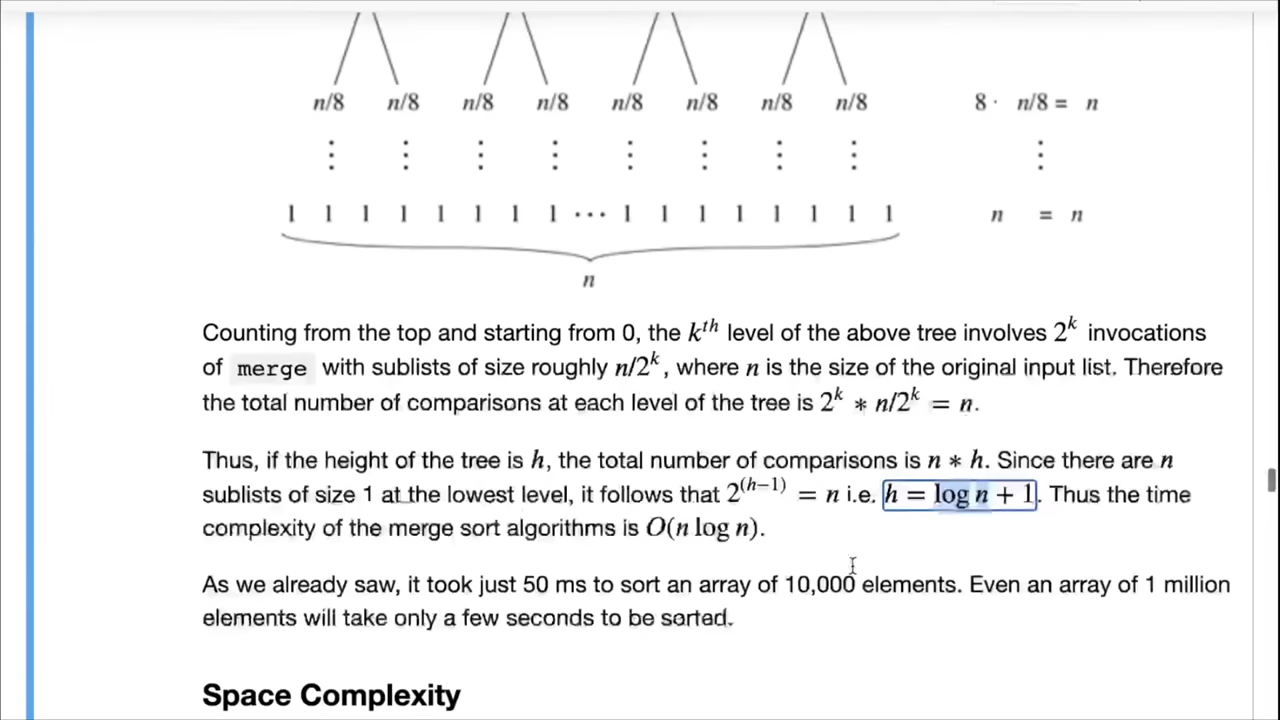 n/8 n/8 n/8 n/8 n/8 n/8 n/8 n/8 8 · n/8 = n
⋮ ⋮ ⋮ ⋮ ⋮ ⋮ ⋮ ⋮ ⋮
1 1 1 1 1 1 1 1 ··· 1 1 1 1 1 1 1 1 n = n
n
Counting from the top and starting from 0, the k^th level of the above tree involves 2^k invocations
of merge with sublists of size roughly n/2^k, where n is the size of the original input list. Therefore
the total number of comparisons at each level of the tree is 2^k * n/2^k = n.
Thus, if the height of the tree is h, the total number of comparisons is n * h. Since there are n
sublists of size 1 at the lowest level, it follows that 2^(h−1) = n i.e. h = log n + 1. Thus the time
complexity of the merge sort algorithms is O(n log n).
As we already saw, it took just 50 ms to sort an array of 10,000 elements. Even an array of 1 million
elements will take only a few seconds to be sorted.
Space Complexity